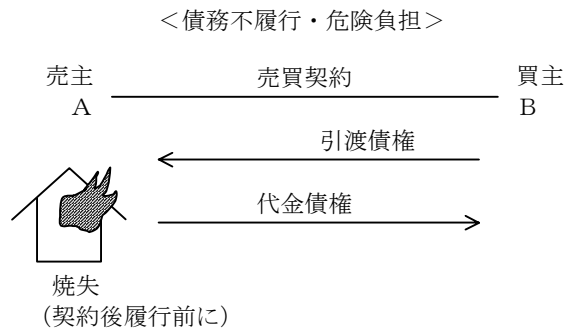 ＜債務不履行・危険負担＞
売主　売買契約　買主
A　B
引渡債権
代金債権
焼失
（契約後履行前に）